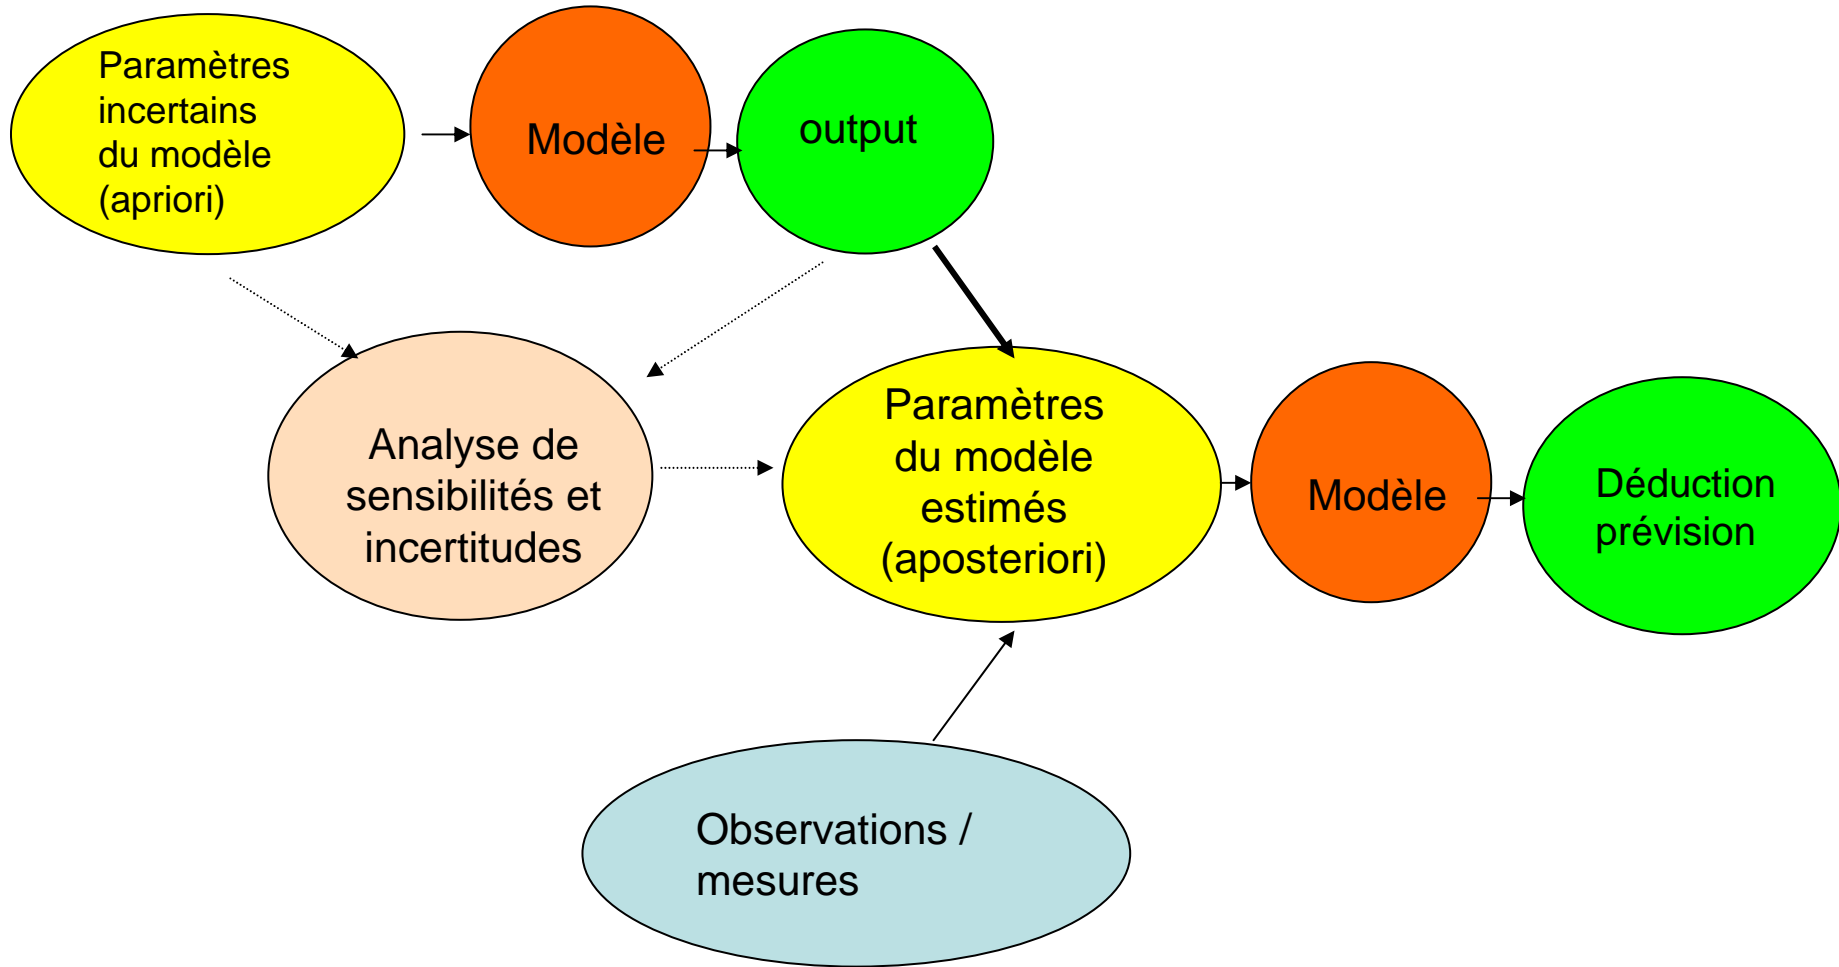 Paramètres
incertains
du modèle
(apriori)
Modèle
output
Analyse de
sensibilités et
incertitudes
Paramètres
du modèle
estimés
(aposteriori)
Modèle
Déduction
prévision
Observations /
mesures